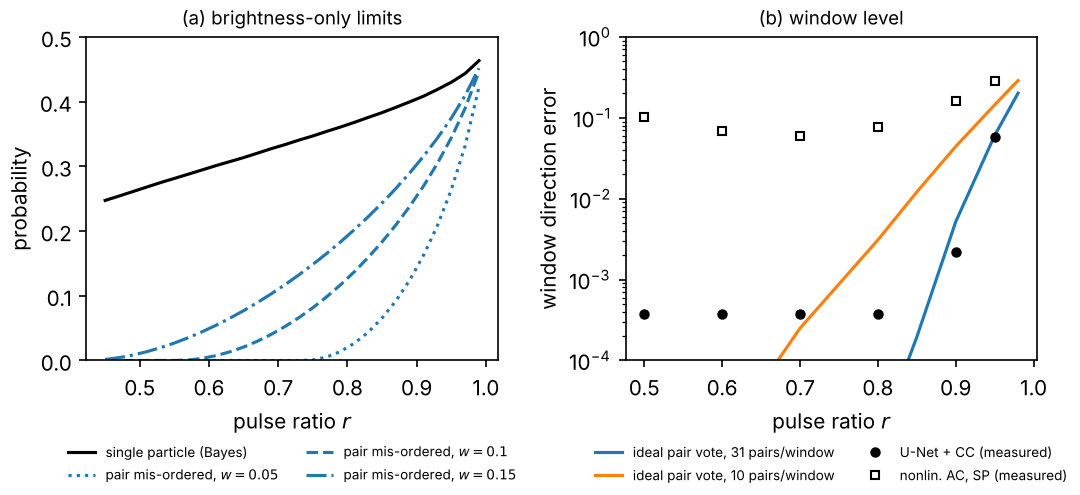 (a) brightness-only limits
probability
0.5
0.4
0.3
0.2
0.1
0.0
0.5 0.6 0.7 0.8 0.9 1.0
pulse ratio r
single particle (Bayes)
pair mis-ordered, w = 0.05
pair mis-ordered, w = 0.1
pair mis-ordered, w = 0.15
(b) window level
window direction error
10⁰
10⁻¹
10⁻²
10⁻³
10⁻⁴
0.5 0.6 0.7 0.8 0.9 1.0
pulse ratio r
ideal pair vote, 31 pairs/window
ideal pair vote, 10 pairs/window
U-Net + CC (measured)
nonlin. AC, SP (measured)